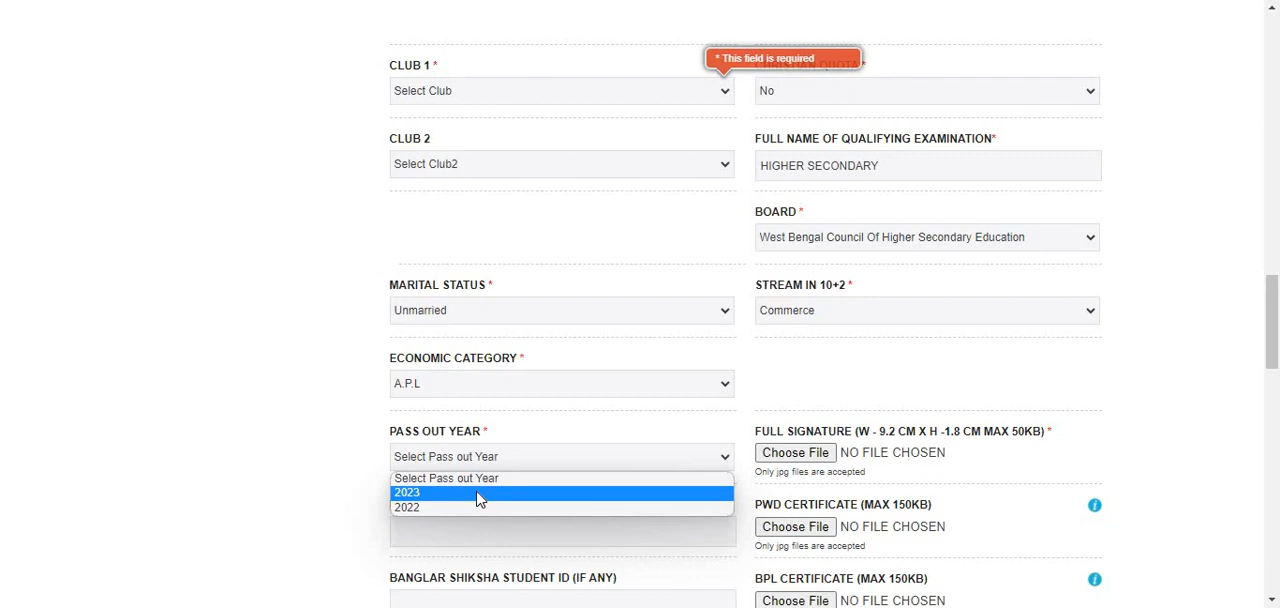 * This field is required
CLUB 1 *
Select Club
No
CLUB 2
FULL NAME OF QUALIFYING EXAMINATION*
Select Club2
HIGHER SECONDARY
BOARD *
West Bengal Council Of Higher Secondary Education
MARITAL STATUS *
STREAM IN 10+2 *
Unmarried
Commerce
ECONOMIC CATEGORY *
A.P.L
PASS OUT YEAR *
FULL SIGNATURE (W - 9.2 CM X H -1.8 CM MAX 50KB) *
Select Pass out Year
Choose File NO FILE CHOSEN
Only jpg files are accepted
Select Pass out Year
2023
2022
PWD CERTIFICATE (MAX 150KB)
Choose File NO FILE CHOSEN
Only jpg files are accepted
BANGLAR SHIKSHA STUDENT ID (IF ANY)
BPL CERTIFICATE (MAX 150KB)
Choose File NO FILE CHOSEN